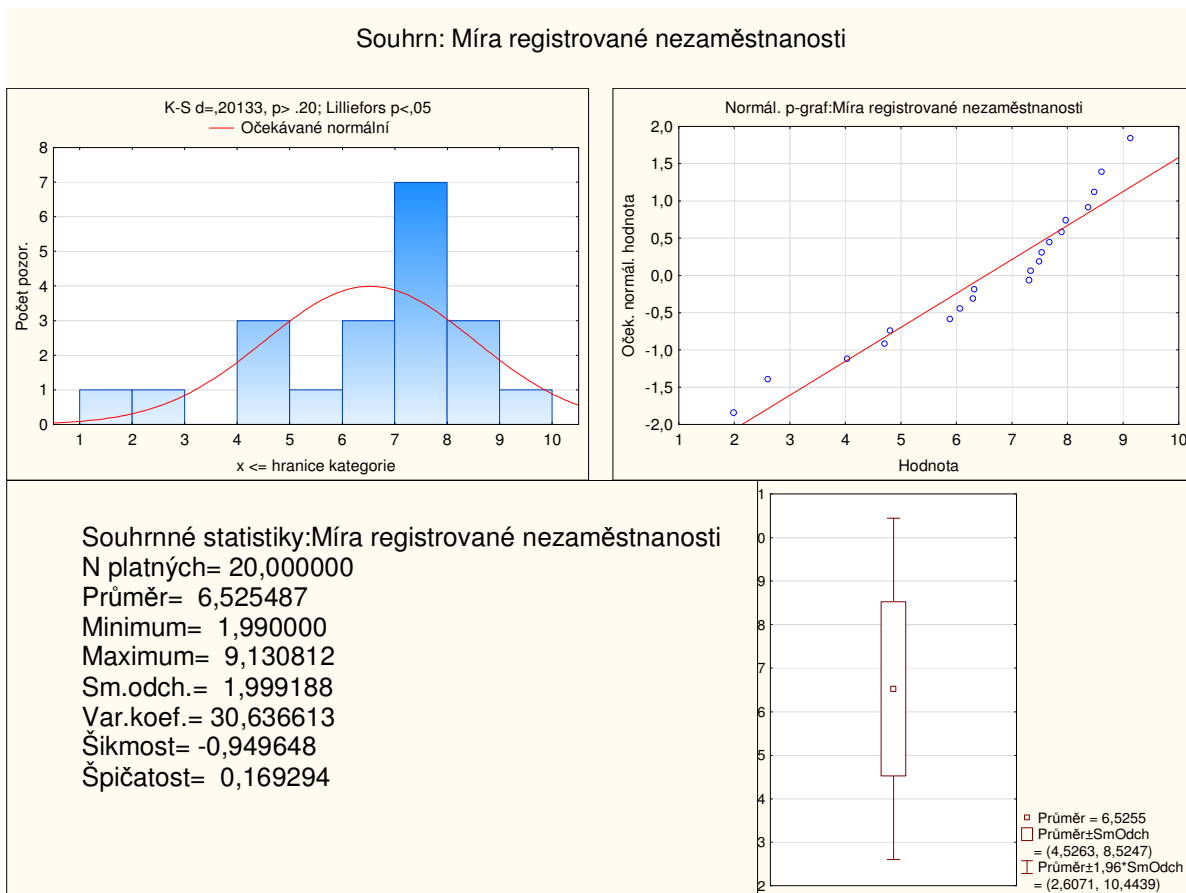 Souhrn: Míra registrované nezaměstnanosti
K-S d=,20133, p> .20; Lilliefors p<,05
Očekávané normální
8
7
6
5
4
3
2
1
0
Počet pozor.
1 2 3 4 5 6 7 8 9 10
x <= hranice kategorie
Normál. p-graf:Míra registrované nezaměstnanosti
2,0
1,5
1,0
0,5
0,0
-0,5
-1,0
-1,5
-2,0
Oček. normál. hodnota
1 2 3 4 5 6 7 8 9 10
Hodnota
Souhrnné statistiky:Míra registrované nezaměstnanosti
N platných= 20,000000
Průměr= 6,525487
Minimum= 1,990000
Maximum= 9,130812
Sm.odch.= 1,999188
Var.koef.= 30,636613
Šikmost= -0,949648
Špičatost= 0,169294
1
0
9
8
7
6
5
4
3
2
Průměr = 6,5255
Průměr±SmOdch
= (4,5263, 8,5247)
Průměr±1,96*SmOdch
= (2,6071, 10,4439)